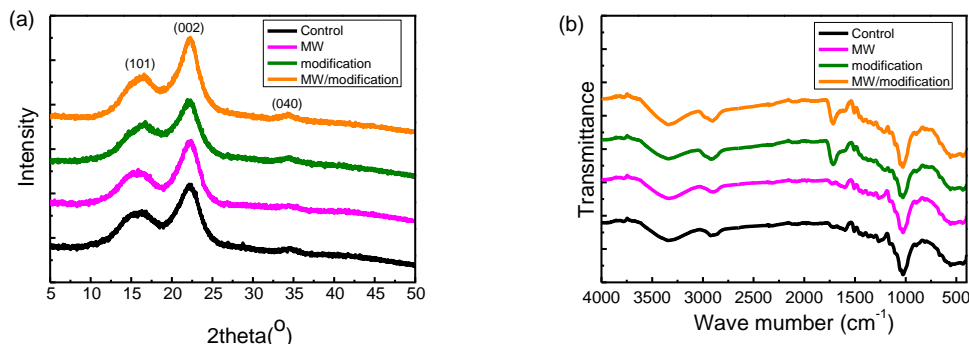 (a)
(002)
(101)
(040)
Control
MW
modification
MW/modification
Intensity
5 10 15 20 25 30 35 40 45 50
2theta(O)
(b)
Control
MW
modification
MW/modification
Transmittance
4000 3500 3000 2500 2000 1500 1000 500
Wave mumber (cm-1)